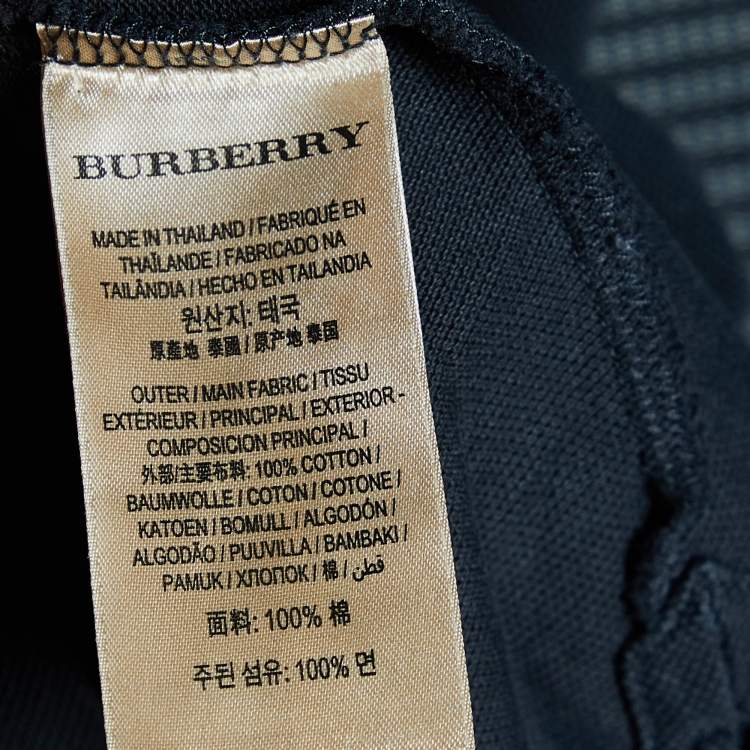 BURBERRY
MADE IN THAILAND / FABRIQUÉ EN
THAÏLANDE / FABRICADO NA
TAILÂNDIA / HECHO EN TAILANDIA
원산지: 태국
原產地 泰國 / 原产地 泰国
OUTER / MAIN FABRIC / TISSU
EXTÉRIEUR / PRINCIPAL / EXTERIOR -
COMPOSICION PRINCIPAL /
外部/主要布料: 100% COTTON /
BAUMWOLLE / COTON / COTONE /
KATOEN / BOMULL / ALGODÓN /
ALGODÃO / PUUVILLA / BAMBAKI /
PAMUK / ХЛОПОК / 棉 / قطن
面料: 100% 棉
주된 섬유: 100% 면